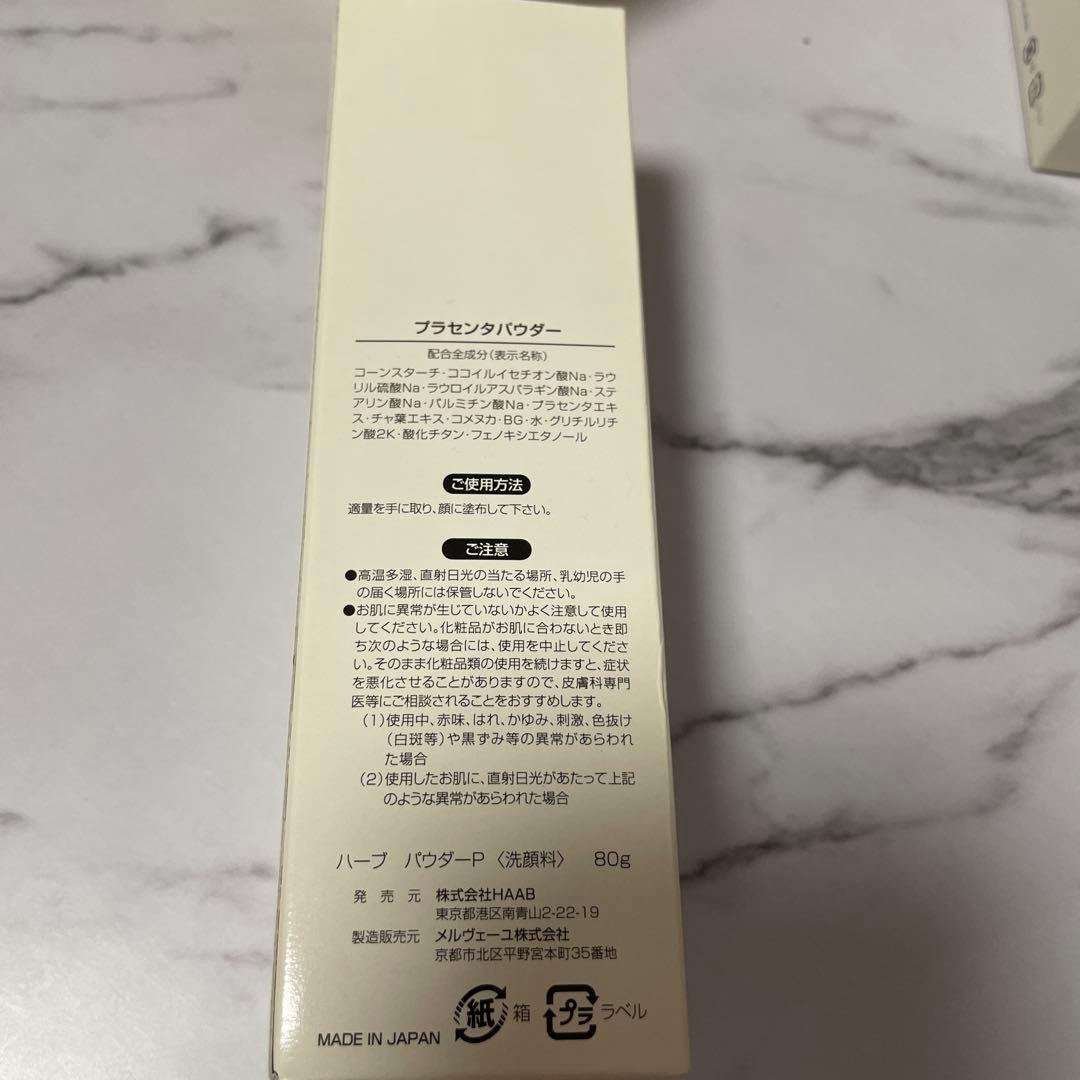 プラセンタパウダー
配合全成分(表示名称)
コーンスターチ・ココイルイセチオン酸Na・ラウ
リル硫酸Na・ラウロイルアスパラギン酸Na・ステ
アリン酸Na・パルミチン酸Na・プラセンタエキ
ス・チャ葉エキス・コメヌカ・BG・水・グリチルリチ
ン酸2K・酸化チタン・フェノキシエタノール
ご使用方法
適量を手に取り、顔に塗布して下さい。
ご注意
●高温多湿、直射日光の当たる場所、乳幼児の手
の届く場所には保管しないでください。
●お肌に異常が生じていないかよく注意して使用
してください。化粧品がお肌に合わないとき即
ち次のような場合には、使用を中止してくださ
い。そのまま化粧品類の使用を続けますと、症状
を悪化させることがありますので、皮膚科専門
医等にご相談されることをおすすめします。
(1)使用中、赤味、はれ、かゆみ、刺激、色抜け
(白斑等)や黒ずみ等の異常があらわれ
た場合
(2)使用したお肌に、直射日光があたって上記
のような異常があらわれた場合
ハーブ パウダーP 〈洗顔料〉 80g
発売元 株式会社HAAB
東京都港区南青山2-22-19
製造販売元 メルヴェーユ株式会社
京都市北区平野宮本町35番地
MADE IN JAPAN 紙 箱 プラ ラベル